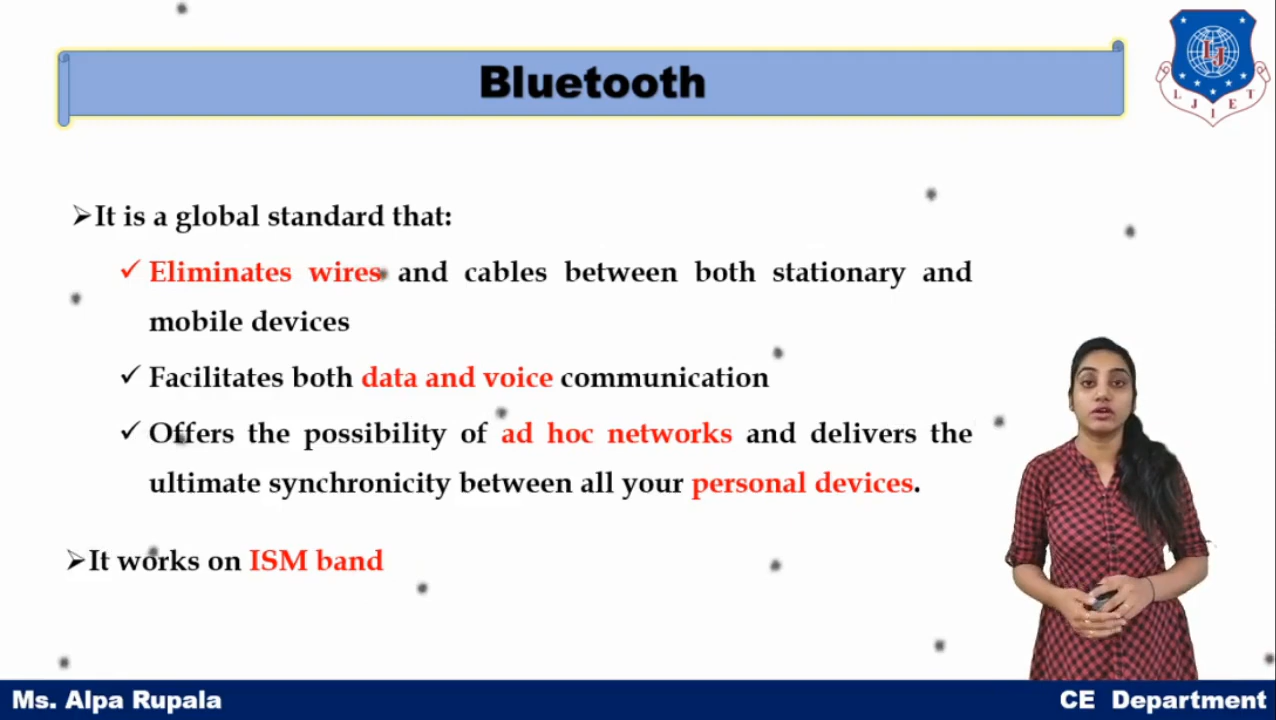 Bluetooth
LJIET
It is a global standard that:
Eliminates wires and cables between both stationary and
mobile devices
Facilitates both data and voice communication
Offers the possibility of ad hoc networks and delivers the
ultimate synchronicity between all your personal devices.
It works on ISM band
Ms. Alpa Rupala
CE Department